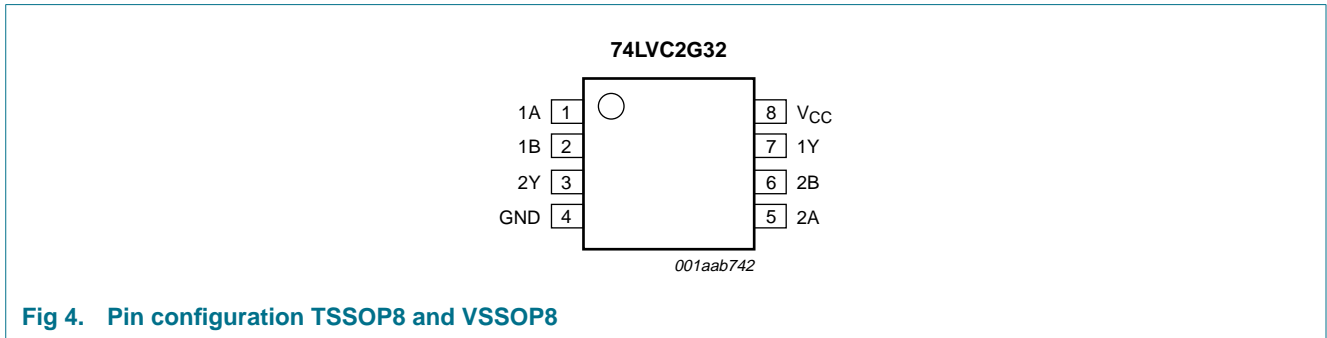 74LVC2G32
1A 1 8 VCC
1B 2 7 1Y
2Y 3 6 2B
GND 4 5 2A
001aab742
Fig 4. Pin configuration TSSOP8 and VSSOP8